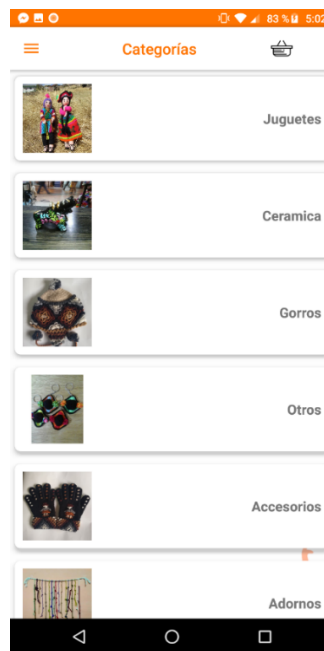 83 % 5:02
Categorías
Juguetes
Ceramica
Gorros
Otros
Accesorios
Adornos